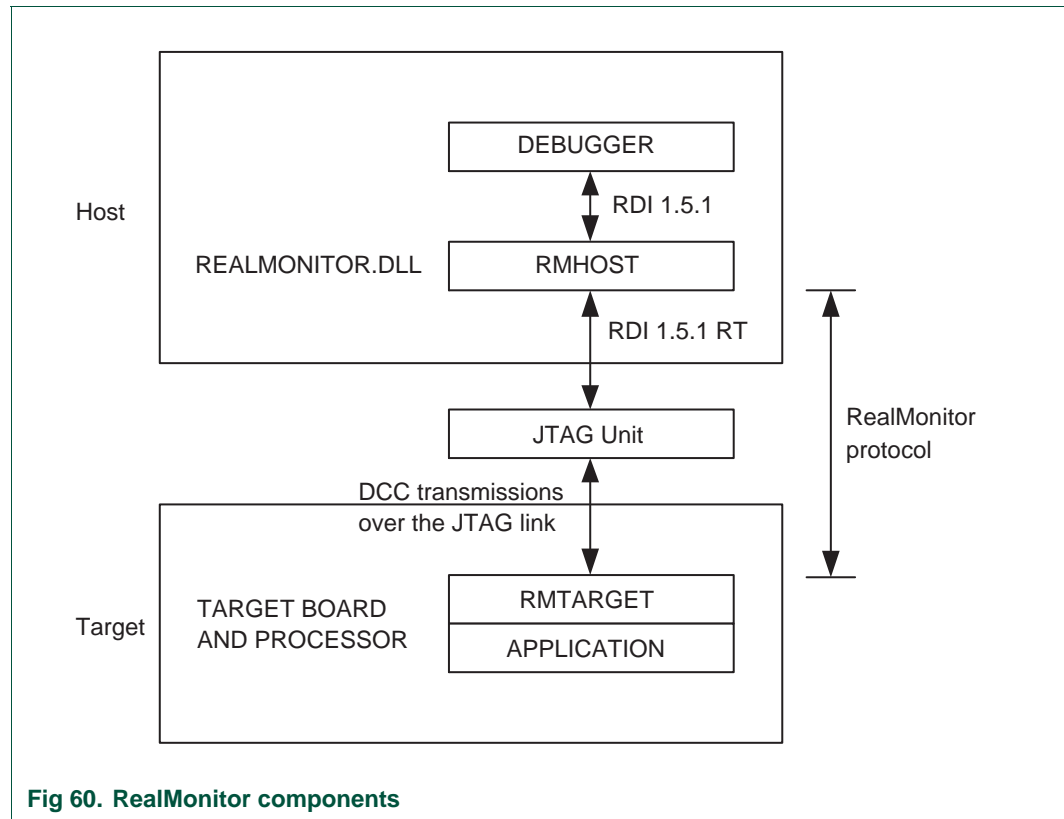 DEBUGGER
Host
RDI 1.5.1
REALMONITOR.DLL
RMHOST
RDI 1.5.1 RT
JTAG Unit
RealMonitor
protocol
DCC transmissions
over the JTAG link
Target
TARGET BOARD
AND PROCESSOR
RMTARGET
APPLICATION
Fig 60. RealMonitor components